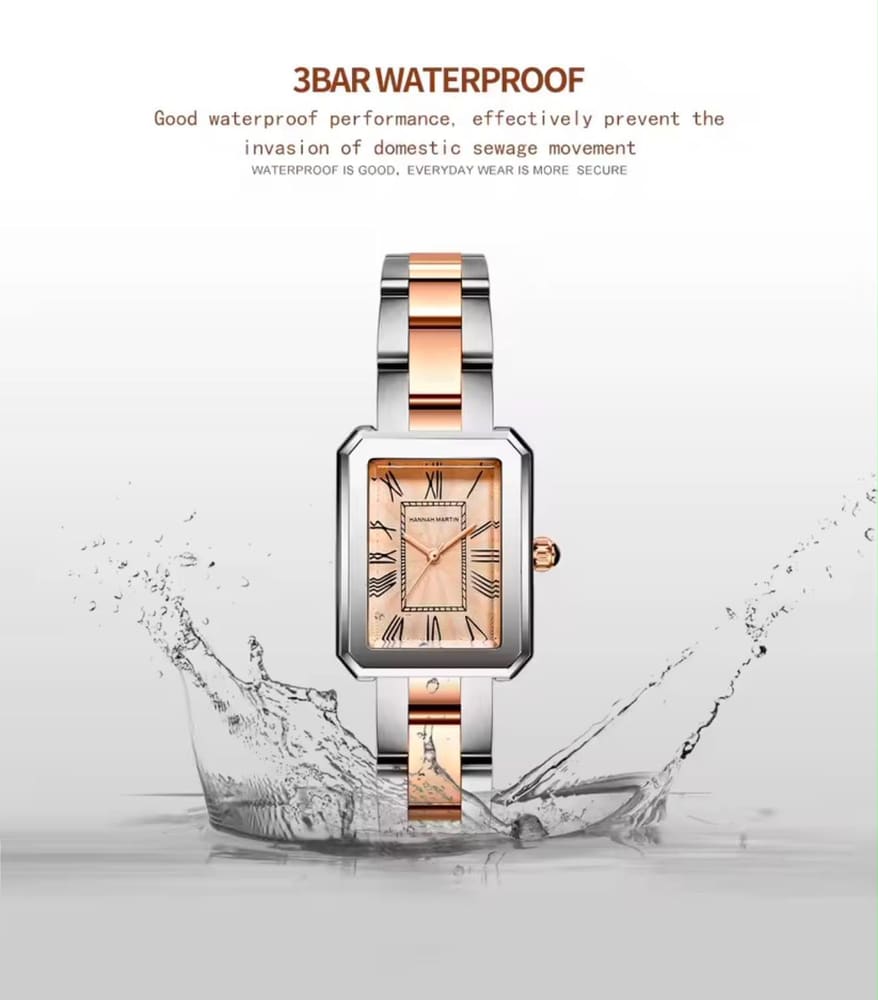 3BAR WATERPROOF
Good waterproof performance, effectively prevent the
invasion of domestic sewage movement
WATERPROOF IS GOOD, EVERYDAY WEAR IS MORE SECURE
XII
HANNAH MARTIN